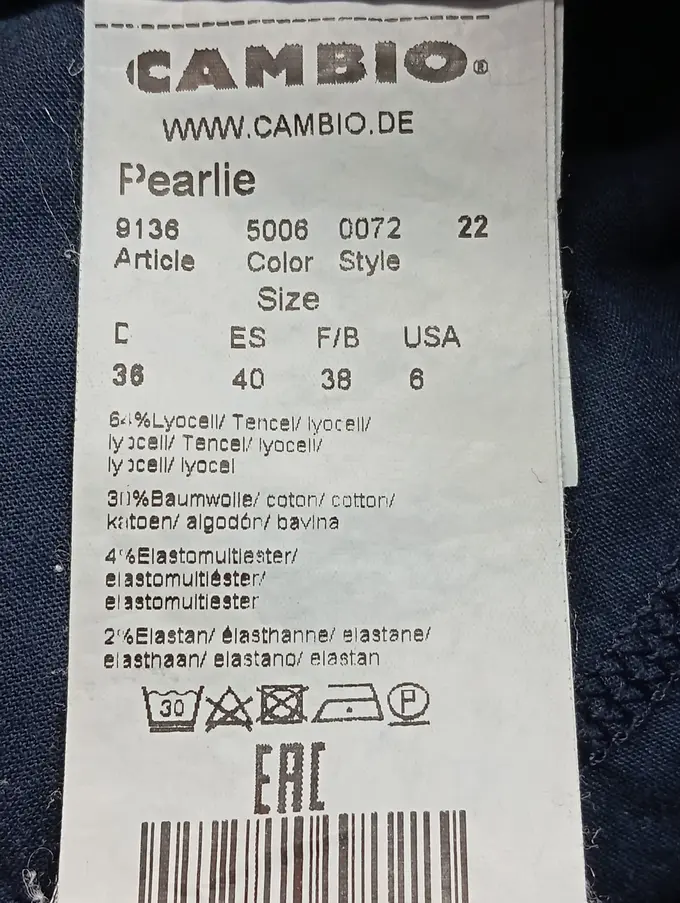 CAMBIO®
WWW.CAMBIO.DE
Pearlie
9136 5006 0072 22
Article Color Style
Size
D ES F/B USA
36 40 38 6
64%Lyocell/ Tencel/ lyocell/
lyocell/ Tencel/ lyocell/
lyocell/ lyocel
30%Baumwolle/ coton/ cotton/
katoen/ algodón/ bavlna
4%Elastomultiester/
elastomultiéster/
elastomultiester
2%Elastan/ élasthanne/ elastane/
elasthaan/ elastano/ elastan
30 P
EAC